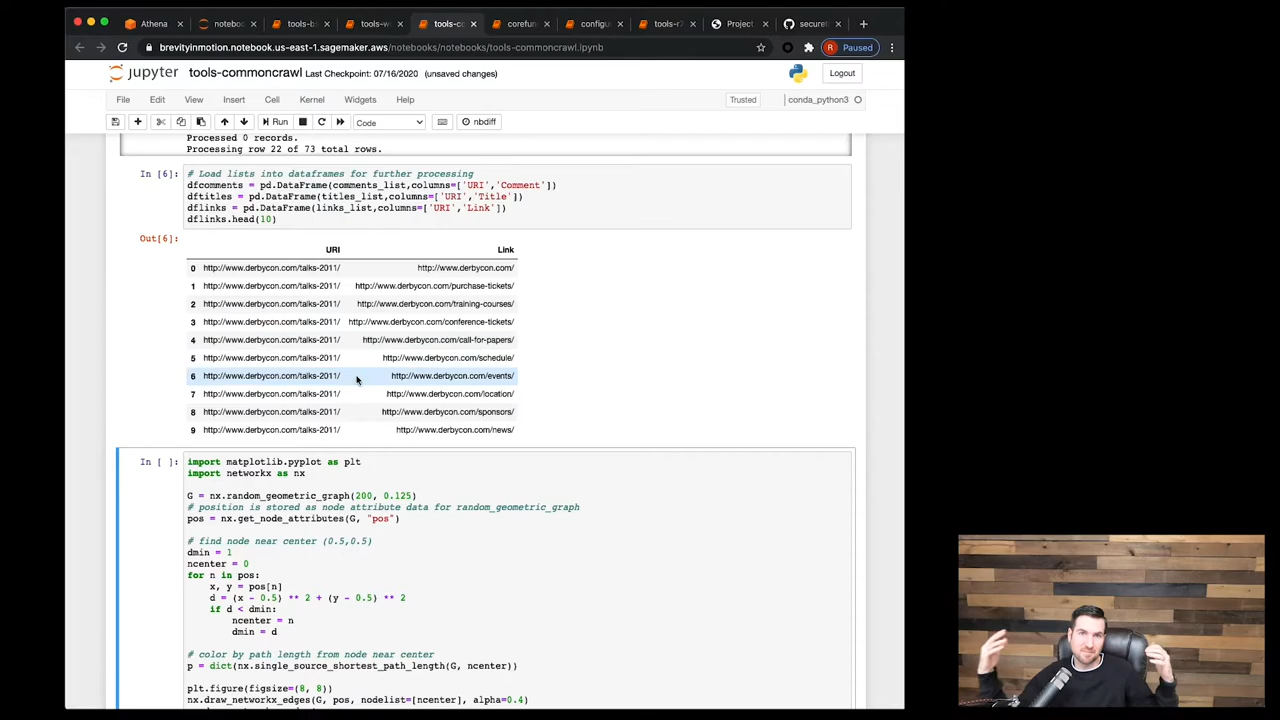 Athena
noteboo
tools-bi
tools-w
tools-co
corefun
configu
tools-r
Project
securet
brevityinmotion.notebook.us-east-1.sagemaker.aws/notebooks/notebooks/tools-commoncrawl.ipynb
R Paused
jupyter tools-commoncrawl Last Checkpoint: 07/16/2020 (unsaved changes)
Logout
File Edit View Insert Cell Kernel Widgets Help
Trusted conda_python3
Run Code nbdiff
Processed 0 records.
Processing row 22 of 73 total rows.
In [6]: # Load lists into dataframes for further processing
dfcomments = pd.DataFrame(comments_list,columns=['URI','Comment'])
dftitles = pd.DataFrame(titles_list,columns=['URI','Title'])
dflinks = pd.DataFrame(links_list,columns=['URI','Link'])
dflinks.head(10)
Out[6]:
URI Link
0 http://www.derbycon.com/talks-2011/ http://www.derbycon.com/
1 http://www.derbycon.com/talks-2011/ http://www.derbycon.com/purchase-tickets/
2 http://www.derbycon.com/talks-2011/ http://www.derbycon.com/training-courses/
3 http://www.derbycon.com/talks-2011/ http://www.derbycon.com/conference-tickets/
4 http://www.derbycon.com/talks-2011/ http://www.derbycon.com/call-for-papers/
5 http://www.derbycon.com/talks-2011/ http://www.derbycon.com/schedule/
6 http://www.derbycon.com/talks-2011/ http://www.derbycon.com/events/
7 http://www.derbycon.com/talks-2011/ http://www.derbycon.com/location/
8 http://www.derbycon.com/talks-2011/ http://www.derbycon.com/sponsors/
9 http://www.derbycon.com/talks-2011/ http://www.derbycon.com/news/
In [ ]: import matplotlib.pyplot as plt
import networkx as nx
G = nx.random_geometric_graph(200, 0.125)
# position is stored as node attribute data for random_geometric_graph
pos = nx.get_node_attributes(G, "pos")
# find node near center (0.5,0.5)
dmin = 1
ncenter = 0
for n in pos:
x, y = pos[n]
d = (x - 0.5) ** 2 + (y - 0.5) ** 2
if d < dmin:
ncenter = n
dmin = d
# color by path length from node near center
p = dict(nx.single_source_shortest_path_length(G, ncenter))
plt.figure(figsize=(8, 8))
nx.draw_networkx_edges(G, pos, nodelist=[ncenter], alpha=0.4)